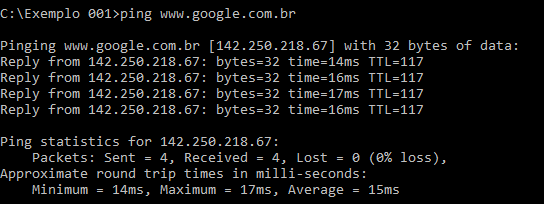 C:\Exemplo 001>ping www.google.com.br
Pinging www.google.com.br [142.250.218.67] with 32 bytes of data:
Reply from 142.250.218.67: bytes=32 time=14ms TTL=117
Reply from 142.250.218.67: bytes=32 time=16ms TTL=117
Reply from 142.250.218.67: bytes=32 time=17ms TTL=117
Reply from 142.250.218.67: bytes=32 time=16ms TTL=117
Ping statistics for 142.250.218.67:
Packets: Sent = 4, Received = 4, Lost = 0 (0% loss),
Approximate round trip times in milli-seconds:
Minimum = 14ms, Maximum = 17ms, Average = 15ms